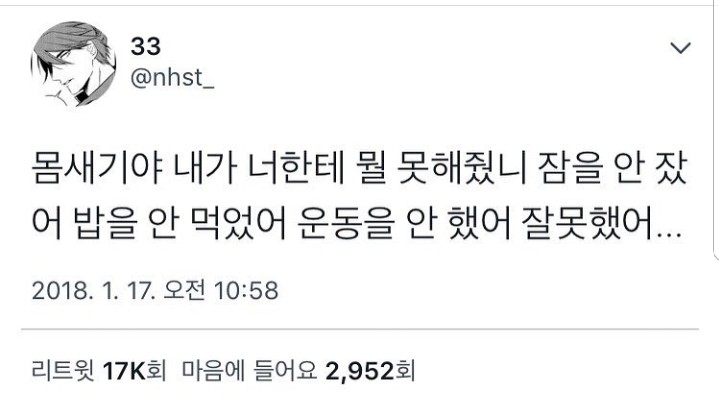 33
@nhst_
몸새기야 내가 너한테 뭘 못해줬니 잠을 안 잤
어 밥을 안 먹었어 운동을 안 했어 잘못했어...
2018. 1. 17. 오전 10:58
리트윗 17K회 마음에 들어요 2,952회